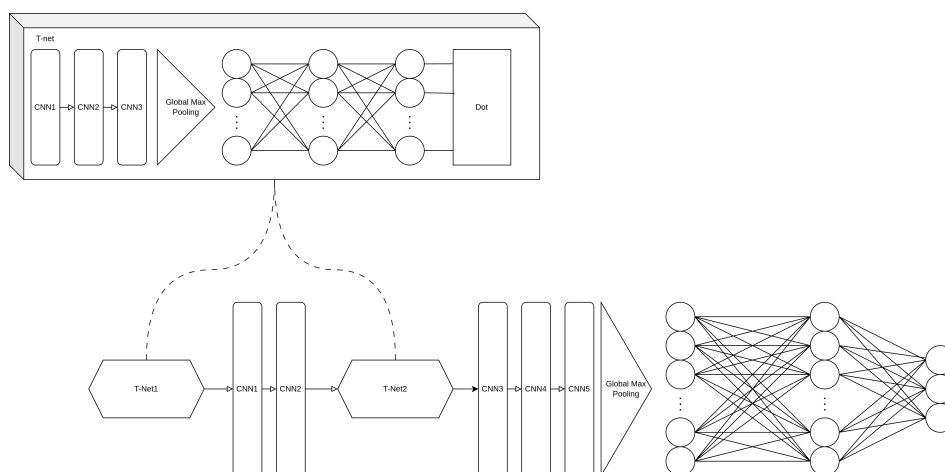 T-net
CNN1
CNN2
CNN3
Global Max
Pooling
Dot
T-Net1
CNN1
CNN2
T-Net2
CNN3
CNN4
CNN5
Global Max
Pooling